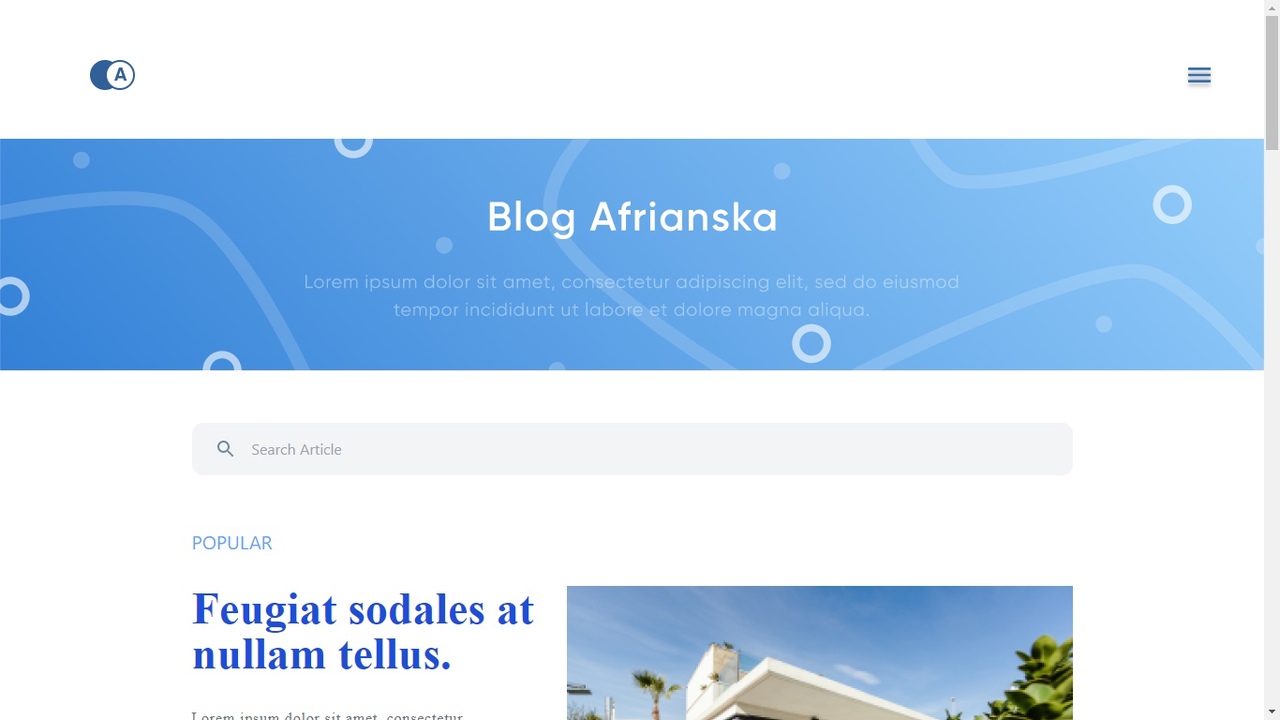 A
Blog Afrianska
Lorem ipsum dolor sit amet, consectetur adipiscing elit, sed do eiusmod
tempor incididunt ut labore et dolore magna aliqua.
Search Article
POPULAR
Feugiat sodales at
nullam tellus.
Lorem ipsum dolor sit amet, consectetur